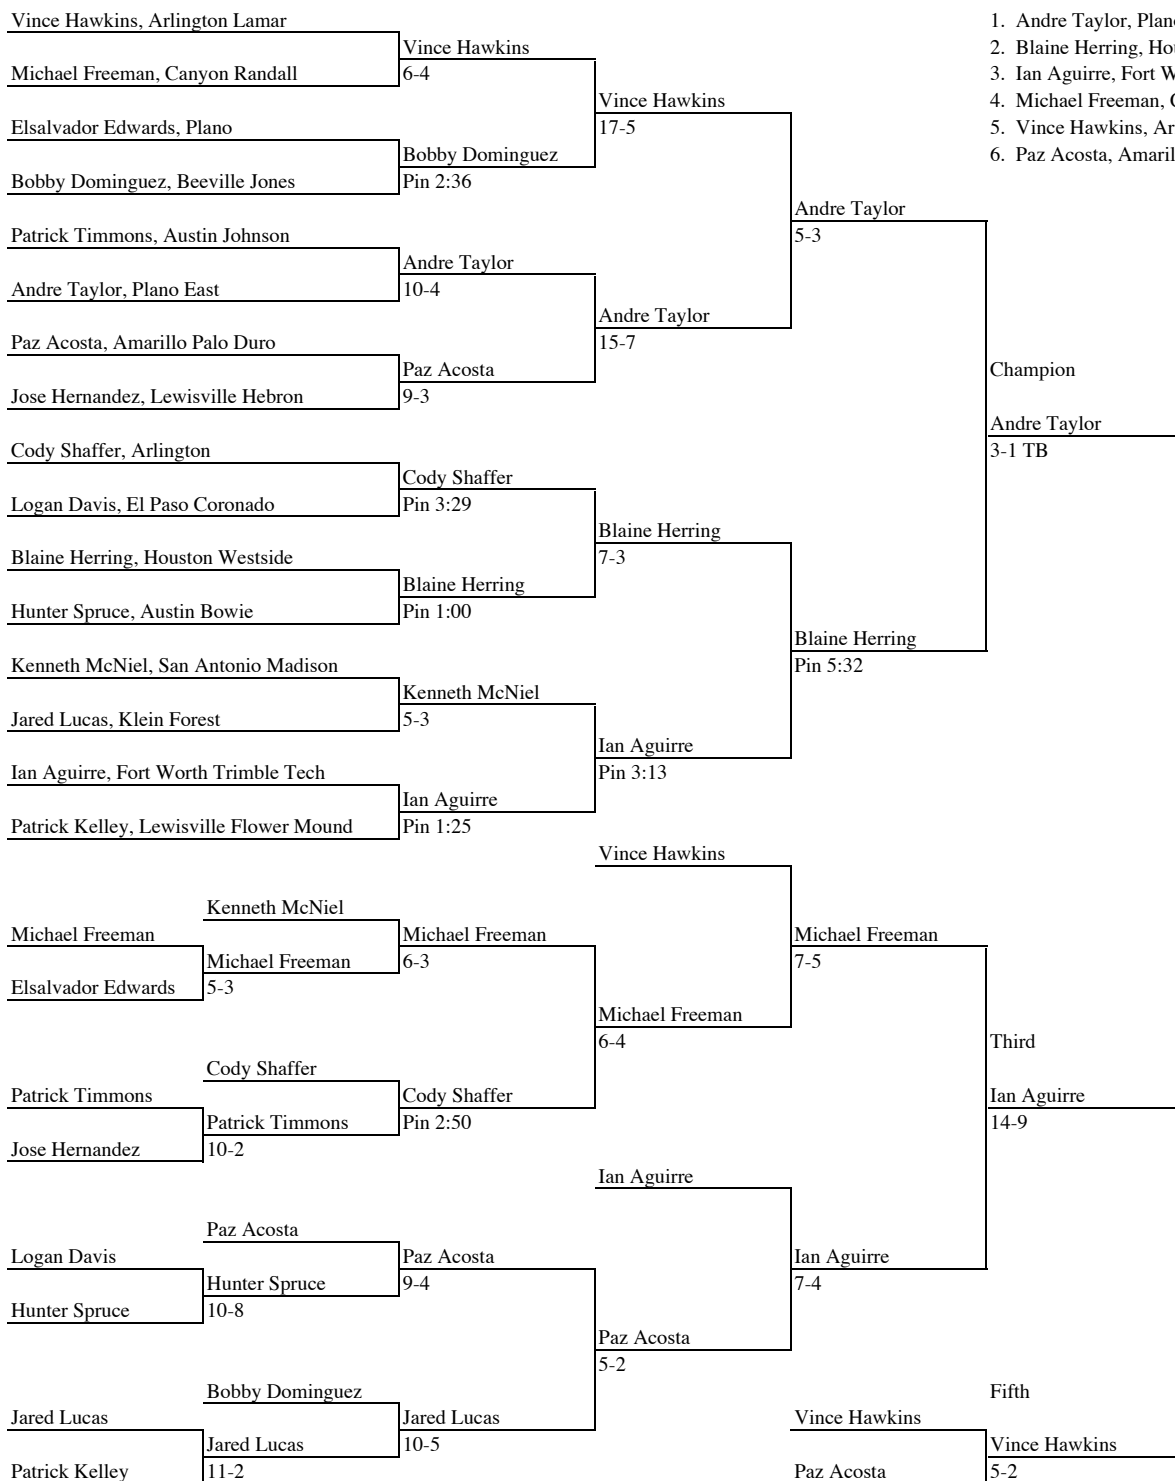 Vince Hawkins, Arlington Lamar
Vince Hawkins
Michael Freeman, Canyon Randall
6-4
Vince Hawkins
Elsalvador Edwards, Plano
17-5
Bobby Dominguez
Bobby Dominguez, Beeville Jones
Pin 2:36
Andre Taylor
Patrick Timmons, Austin Johnson
5-3
Andre Taylor
Andre Taylor, Plano East
10-4
Andre Taylor
Paz Acosta, Amarillo Palo Duro
15-7
Paz Acosta
Jose Hernandez, Lewisville Hebron
9-3
Champion
Andre Taylor
3-1 TB
Cody Shaffer, Arlington
Cody Shaffer
Logan Davis, El Paso Coronado
Pin 3:29
Blaine Herring
Blaine Herring, Houston Westside
7-3
Blaine Herring
Hunter Spruce, Austin Bowie
Pin 1:00
Blaine Herring
Kenneth McNiel, San Antonio Madison
Pin 5:32
Kenneth McNiel
Jared Lucas, Klein Forest
5-3
Ian Aguirre
Ian Aguirre, Fort Worth Trimble Tech
Pin 3:13
Ian Aguirre
Patrick Kelley, Lewisville Flower Mound
Pin 1:25
1. Andre Taylor,
2. Blaine Herring,
3. Ian Aguirre, Fort
4. Michael Freeman,
5. Vince Hawkins,
6. Paz Acosta,
Vince Hawkins
Kenneth McNiel
Michael Freeman
Michael Freeman
Michael Freeman
Michael Freeman
6-3
7-5
Elsalvador Edwards
5-3
Michael Freeman
6-4
Third
Cody Shaffer
Patrick Timmons
Cody Shaffer
Ian Aguirre
Patrick Timmons
Pin 2:50
14-9
Jose Hernandez
10-2
Ian Aguirre
Paz Acosta
Logan Davis
Paz Acosta
Ian Aguirre
Hunter Spruce
9-4
7-4
Hunter Spruce
10-8
Paz Acosta
5-2
Bobby Dominguez
Fifth
Jared Lucas
Jared Lucas
Vince Hawkins
Jared Lucas
10-5
Vince Hawkins
Patrick Kelley
11-2
Paz Acosta
5-2